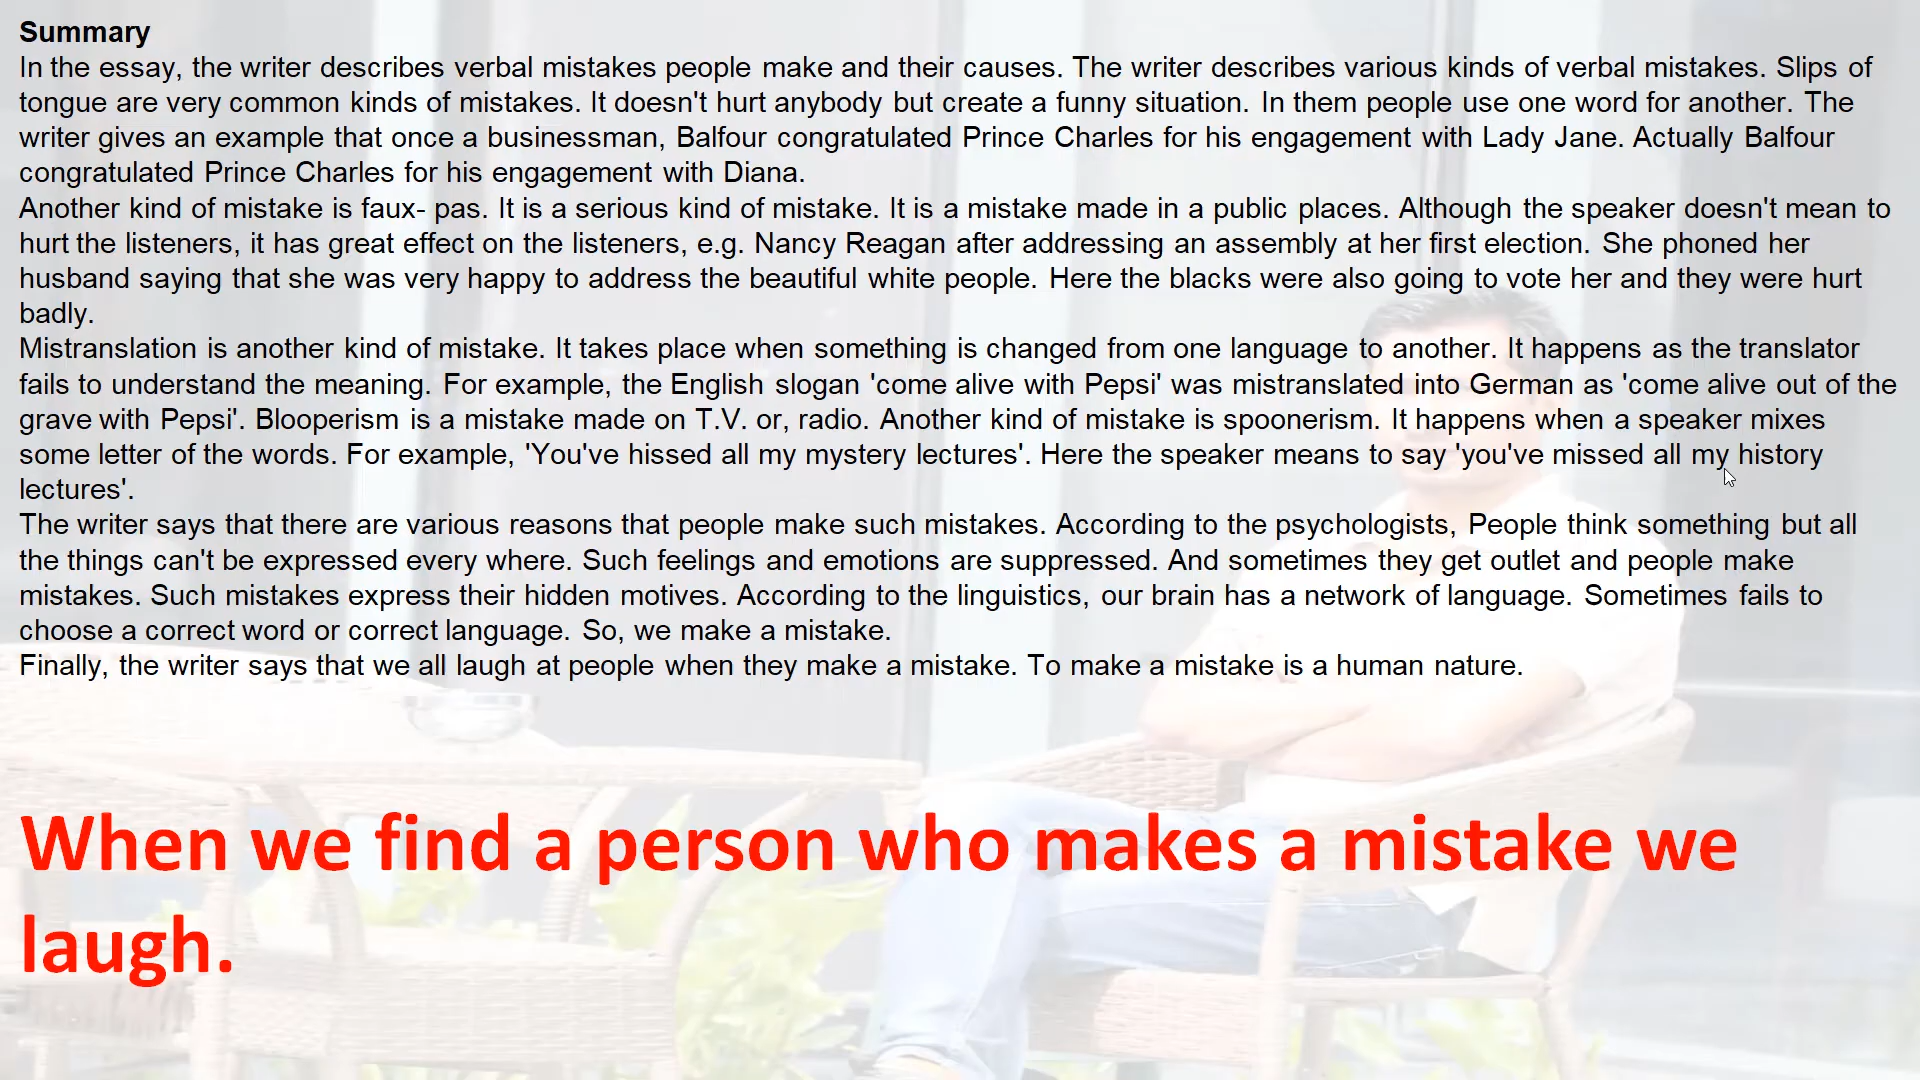 Summary
In the essay, the writer describes verbal mistakes people make and their causes. The writer describes various kinds of verbal mistakes. Slips of
tongue are very common kinds of mistakes. It doesn't hurt anybody but create a funny situation. In them people use one word for another. The
writer gives an example that once a businessman, Balfour congratulated Prince Charles for his engagement with Lady Jane. Actually Balfour
congratulated Prince Charles for his engagement with Diana.
Another kind of mistake is faux- pas. It is a serious kind of mistake. It is a mistake made in a public places. Although the speaker doesn't mean to
hurt the listeners, it has great effect on the listeners, e.g. Nancy Reagan after addressing an assembly at her first election. She phoned her
husband saying that she was very happy to address the beautiful white people. Here the blacks were also going to vote her and they were hurt
badly.
Mistranslation is another kind of mistake. It takes place when something is changed from one language to another. It happens as the translator
fails to understand the meaning. For example, the English slogan 'come alive with Pepsi' was mistranslated into German as 'come alive out of the
grave with Pepsi'. Blooperism is a mistake made on T.V. or, radio. Another kind of mistake is spoonerism. It happens when a speaker mixes
some letter of the words. For example, 'You've hissed all my mystery lectures'. Here the speaker means to say 'you've missed all my history
lectures'.
The writer says that there are various reasons that people make such mistakes. According to the psychologists, People think something but all
the things can't be expressed every where. Such feelings and emotions are suppressed. And sometimes they get outlet and people make
mistakes. Such mistakes express their hidden motives. According to the linguistics, our brain has a network of language. Sometimes fails to
choose a correct word or correct language. So, we make a mistake.
Finally, the writer says that we all laugh at people when they make a mistake. To make a mistake is a human nature.
When we find a person who makes a mistake we
laugh.